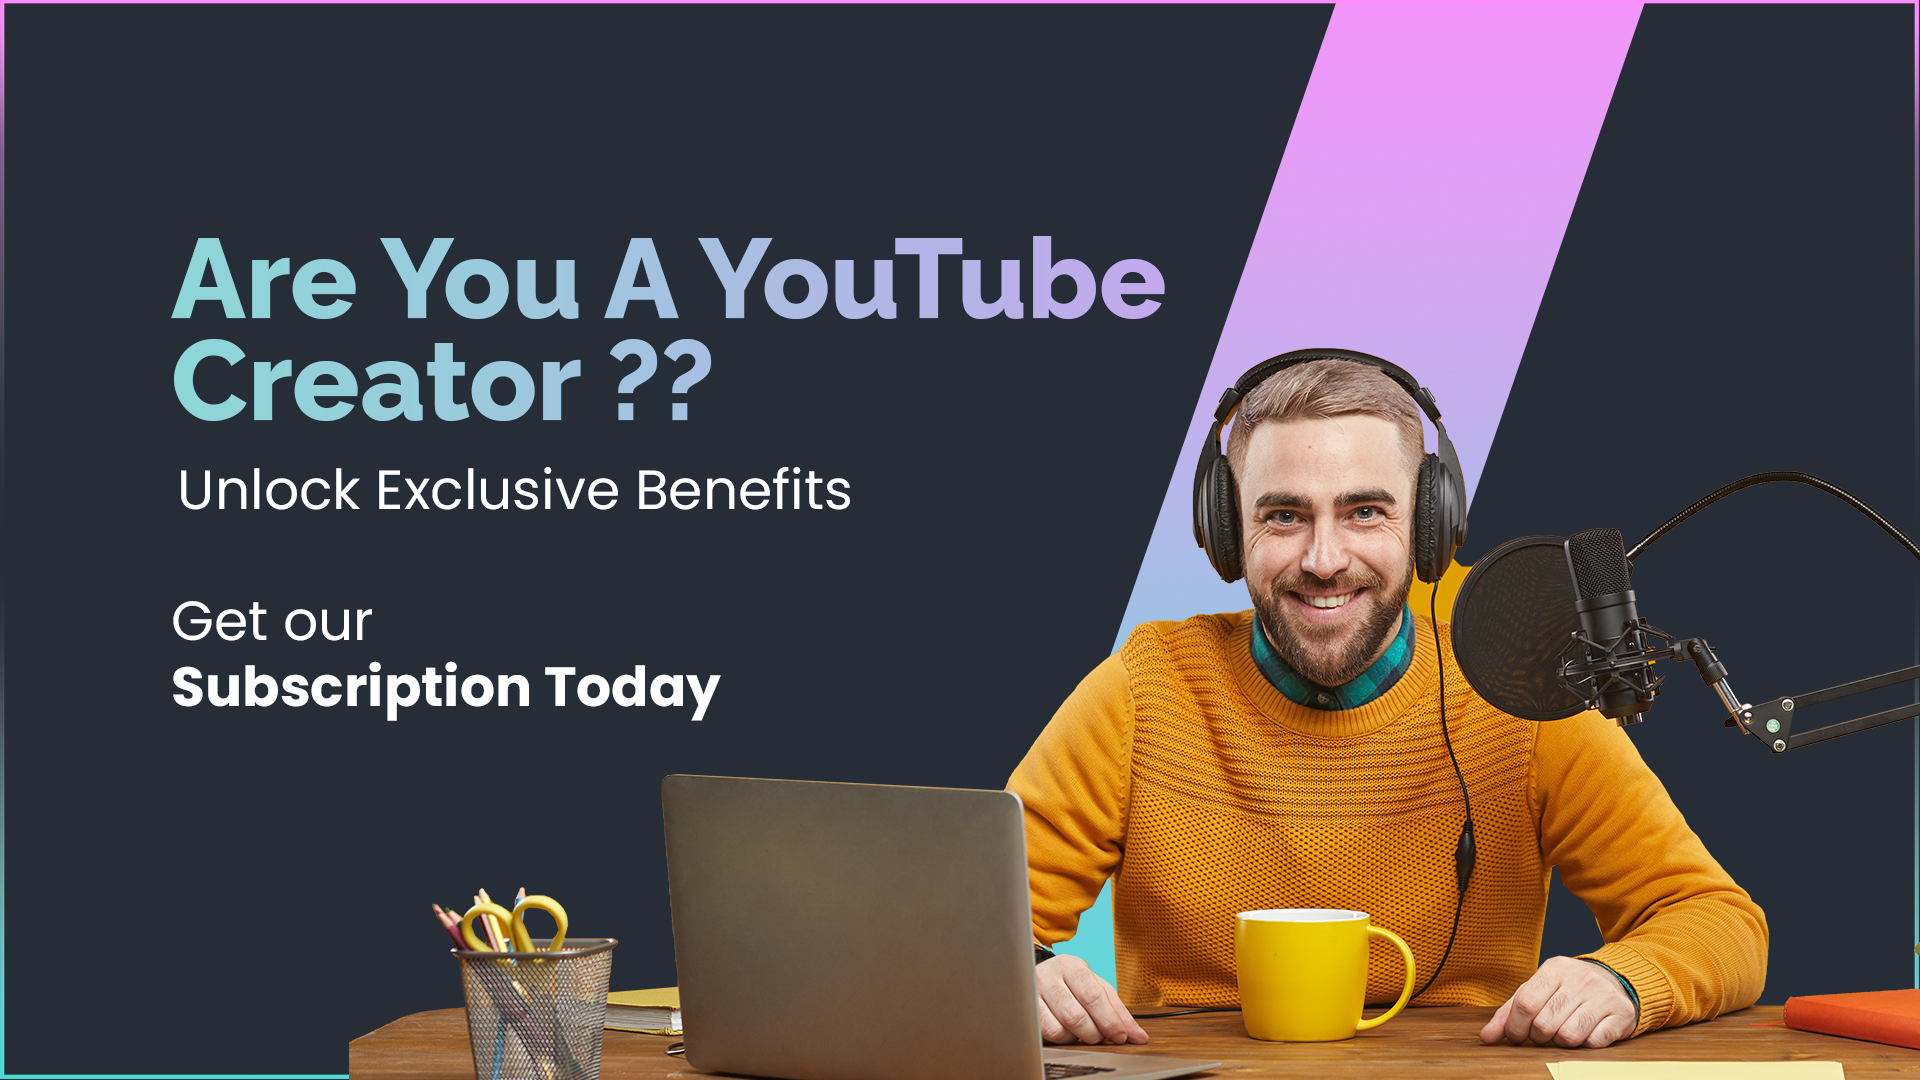 Are You A YouTube
Creator ??
Unlock Exclusive Benefits
Get our
Subscription Today